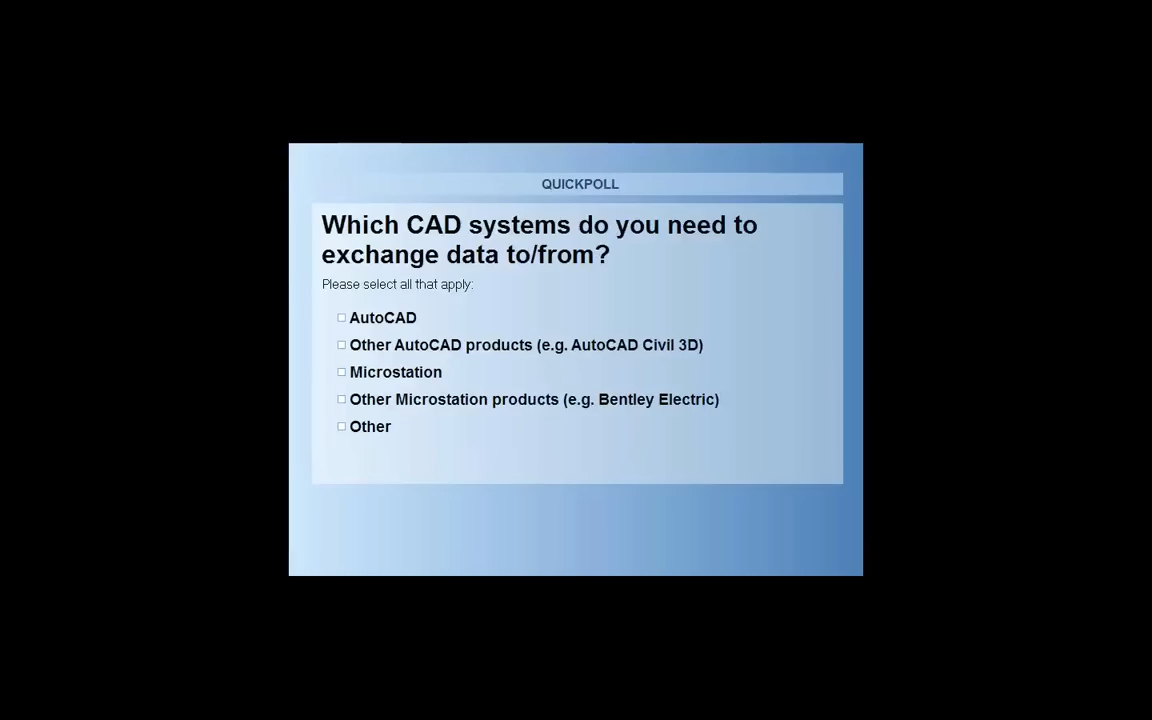 QUICKPOLL
Which CAD systems do you need to
exchange data to/from?
Please select all that apply:
AutoCAD
Other AutoCAD products (e.g. AutoCAD Civil 3D)
Microstation
Other Microstation products (e.g. Bentley Electric)
Other